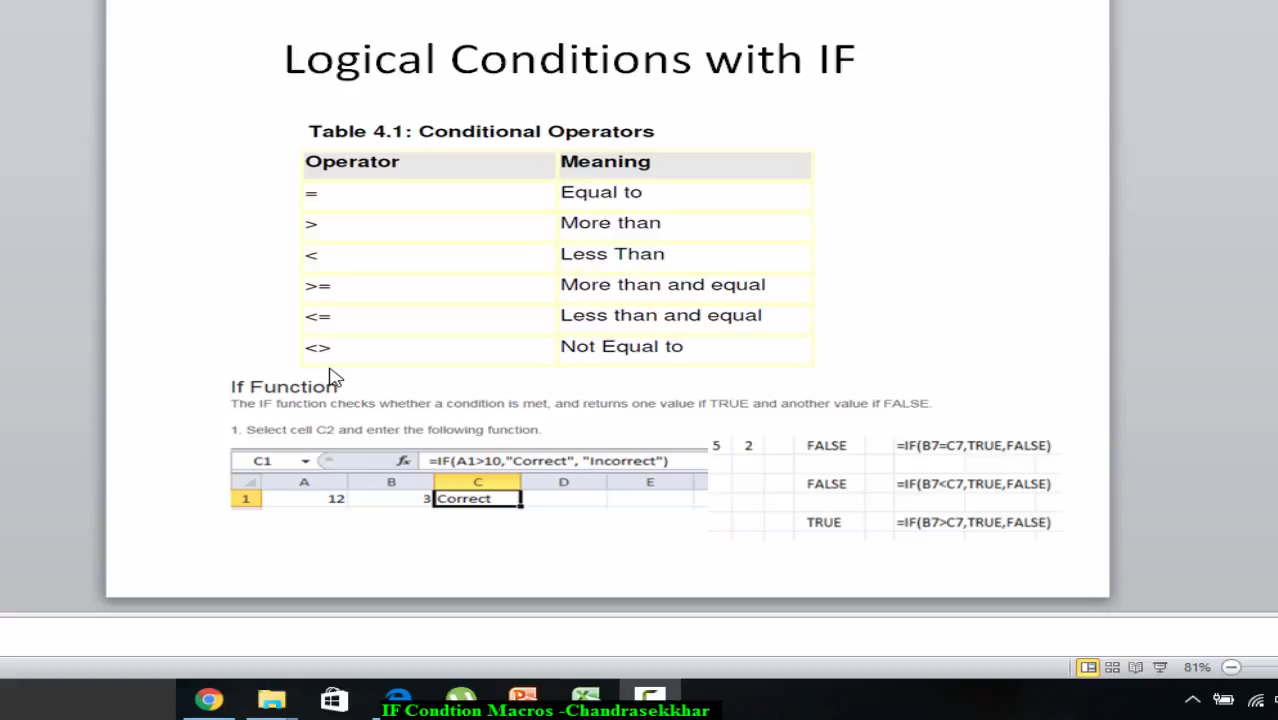 Logical Conditions with IF
Table 4.1: Conditional Operators
Operator Meaning
= Equal to
> More than
< Less Than
>= More than and equal
<= Less than and equal
<> Not Equal to
If Function
The IF function checks whether a condition is met, and returns one value if TRUE and another value if FALSE.
1. Select cell C2 and enter the following function.
C1 fx =IF(A1>10,"Correct", "Incorrect")
A B C D E
1 12 3 Correct
5 2 FALSE =IF(B7=C7,TRUE,FALSE)
FALSE =IF(B7<C7,TRUE,FALSE)
TRUE =IF(B7>C7,TRUE,FALSE)
81%
IF Condtion Macros -Chandrasekkhar